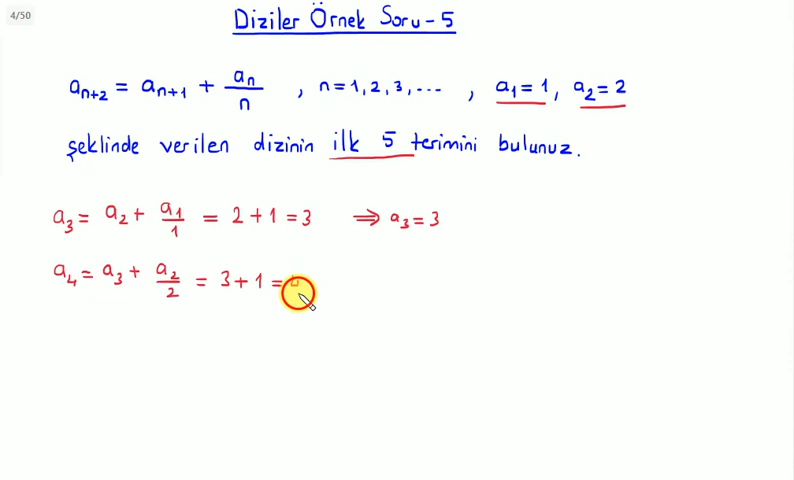 4/50
Diziler Örnek Soru-5
aₙ₊₂ = aₙ₊₁ + aₙ/n , n=1,2,3,... , a₁=1, a₂=2
şeklinde verilen dizinin ilk 5 terimini bulunuz.
a₃ = a₂ + a₁/1 = 2+1 = 3 ⇒ a₃=3
a₄ = a₃ + a₂/2 = 3+1 =